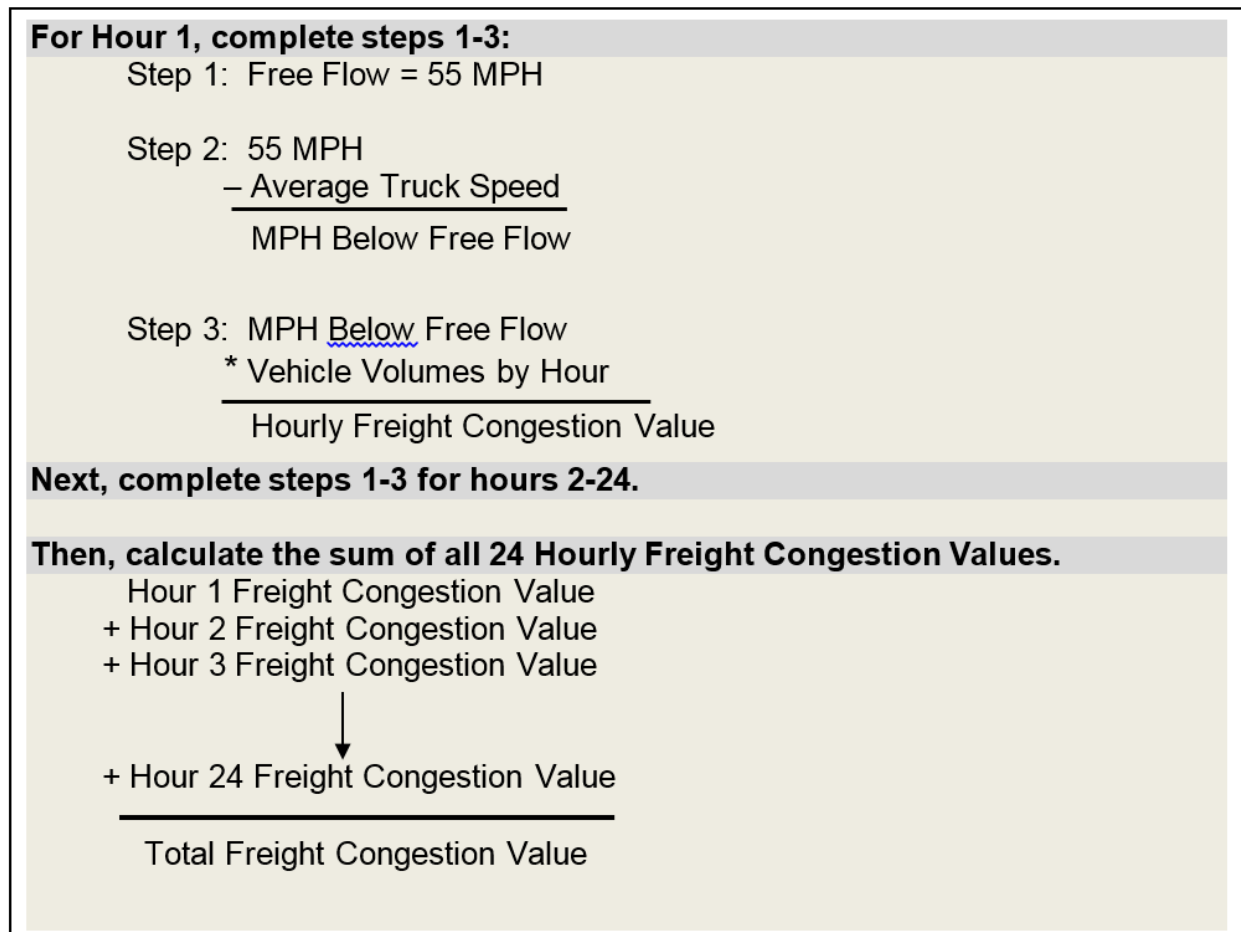 For Hour 1, complete steps 1-3:
Step 1: Free Flow = 55 MPH
Step 2: 55 MPH
– Average Truck Speed
MPH Below Free Flow
Step 3: MPH Below Free Flow
* Vehicle Volumes by Hour
Hourly Freight Congestion Value
Next, complete steps 1-3 for hours 2-24.
Then, calculate the sum of all 24 Hourly Freight Congestion Values.
Hour 1 Freight Congestion Value
+ Hour 2 Freight Congestion Value
+ Hour 3 Freight Congestion Value
+ Hour 24 Freight Congestion Value
Total Freight Congestion Value